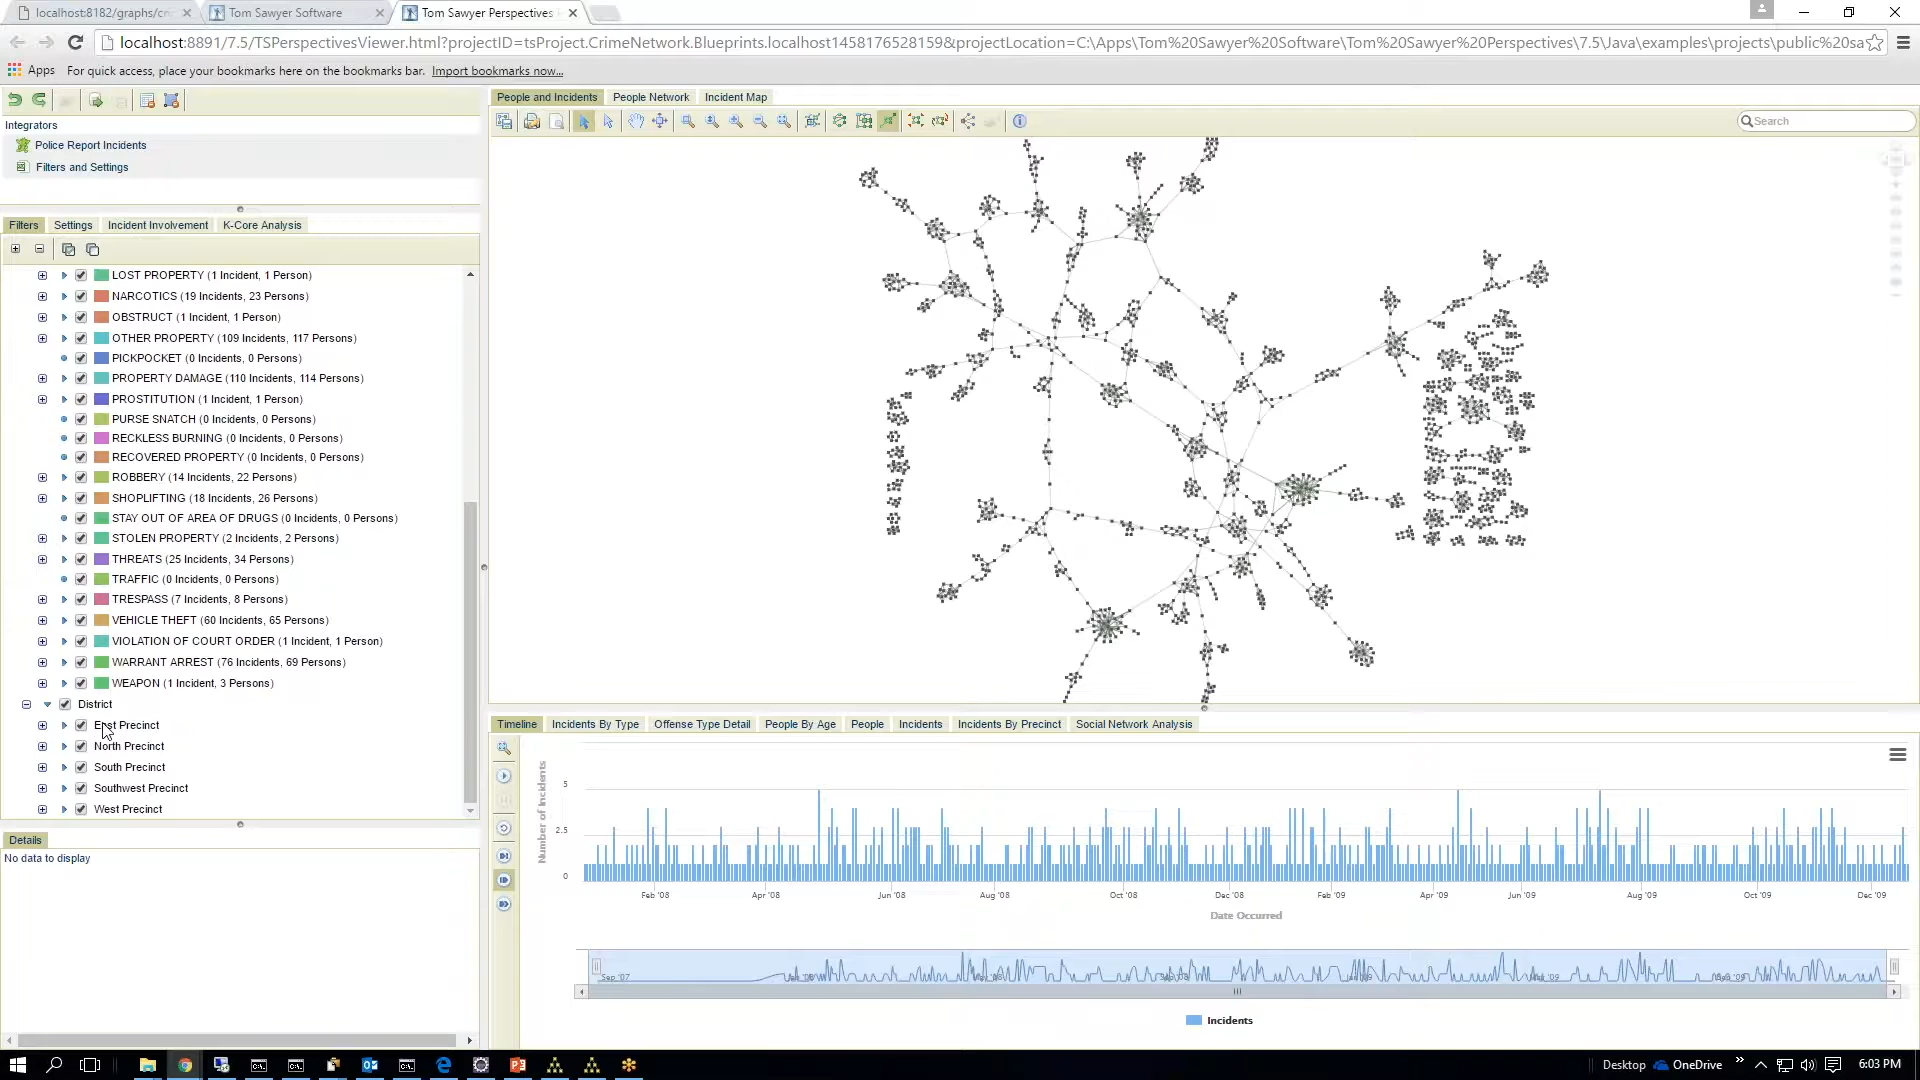 localhost:8182/graphs/cri
Tom Sawyer Software
Tom Sawyer Perspectives
localhost:8891/7.5/TSPerspectivesViewer.html?projectID=tsProject.CrimeNetwork.Blueprints.localhost1458176528159&projectLocation=C:\Apps\Tom%20Sawyer%20Software\Tom%20Sawyer%20Perspectives\7.5\Java\examples\projects\public%20sa
Apps For quick access, place your bookmarks here on the bookmarks bar. Import bookmarks now...
Integrators
Police Report Incidents
Filters and Settings
Filters Settings Incident Involvement K-Core Analysis
LOST PROPERTY (1 Incident, 1 Person)
NARCOTICS (19 Incidents, 23 Persons)
OBSTRUCT (1 Incident, 1 Person)
OTHER PROPERTY (109 Incidents, 117 Persons)
PICKPOCKET (0 Incidents, 0 Persons)
PROPERTY DAMAGE (110 Incidents, 114 Persons)
PROSTITUTION (1 Incident, 1 Person)
PURSE SNATCH (0 Incidents, 0 Persons)
RECKLESS BURNING (0 Incidents, 0 Persons)
RECOVERED PROPERTY (0 Incidents, 0 Persons)
ROBBERY (14 Incidents, 22 Persons)
SHOPLIFTING (18 Incidents, 26 Persons)
STAY OUT OF AREA OF DRUGS (0 Incidents, 0 Persons)
STOLEN PROPERTY (2 Incidents, 2 Persons)
THREATS (25 Incidents, 34 Persons)
TRAFFIC (0 Incidents, 0 Persons)
TRESPASS (7 Incidents, 8 Persons)
VEHICLE THEFT (60 Incidents, 65 Persons)
VIOLATION OF COURT ORDER (1 Incident, 1 Person)
WARRANT ARREST (76 Incidents, 69 Persons)
WEAPON (1 Incident, 3 Persons)
District
East Precinct
North Precinct
South Precinct
Southwest Precinct
West Precinct
Details
No data to display
People and Incidents People Network Incident Map
Search
Timeline Incidents By Type Offense Type Detail People By Age People Incidents Incidents By Precinct Social Network Analysis
Number of Incidents
5
2.5
0
Feb '08 Apr '08 Jun '08 Aug '08 Oct '08 Dec '08 Feb '09 Apr '09 Jun '09 Aug '09 Oct '09 Dec '09
Date Occurred
Sep '07
Incidents
Desktop OneDrive 6:03 PM